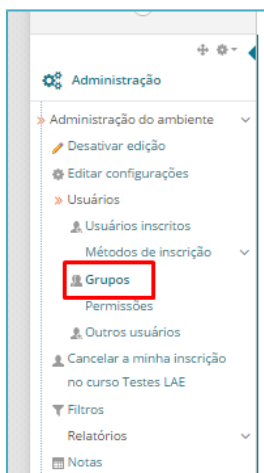 Administração
Administração do ambiente
Desativar edição
Editar configurações
Usuários
Usuários inscritos
Métodos de inscrição
Grupos
Permissões
Outros usuários
Cancelar a minha inscrição
no curso Testes LAE
Filtros
Relatórios
Notas